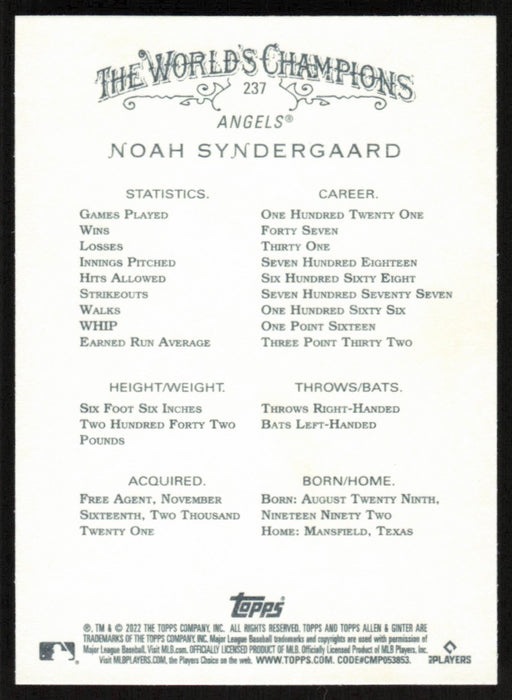 THE WORLD'S CHAMPIONS
237
ANGELS®
NOAH SYNDERGAARD
STATISTICS. CAREER.
GAMES PLAYED ONE HUNDRED TWENTY ONE
WINS FORTY SEVEN
LOSSES THIRTY ONE
INNINGS PITCHED SEVEN HUNDRED EIGHTEEN
HITS ALLOWED SIX HUNDRED SIXTY EIGHT
STRIKEOUTS SEVEN HUNDRED SEVENTY SEVEN
WALKS ONE HUNDRED SIXTY SIX
WHIP ONE POINT SIXTEEN
EARNED RUN AVERAGE THREE POINT THIRTY TWO
HEIGHT/WEIGHT. THROWS/BATS.
SIX FOOT SIX INCHES THROWS RIGHT-HANDED
TWO HUNDRED FORTY TWO BATS LEFT-HANDED
POUNDS
ACQUIRED. BORN/HOME.
FREE AGENT, NOVEMBER BORN: AUGUST TWENTY NINTH,
SIXTEENTH, TWO THOUSAND NINETEEN NINETY TWO
TWENTY ONE HOME: MANSFIELD, TEXAS
topps
®, TM & © 2022 THE TOPPS COMPANY, INC. ALL RIGHTS RESERVED. TOPPS AND TOPPS ALLEN & GINTER ARE
TRADEMARKS OF THE TOPPS COMPANY, INC. Major League Baseball trademarks and copyrights are used with permission of
Major League Baseball. Visit MLB.com. OFFICIALLY LICENSED PRODUCT OF MLB. Officially Licensed Product of MLB Players, Inc.
Visit MLBPLAYERS.COM, the Players Choice on the web. WWW.TOPPS.COM. CODE#CMP053853.
PLAYERS